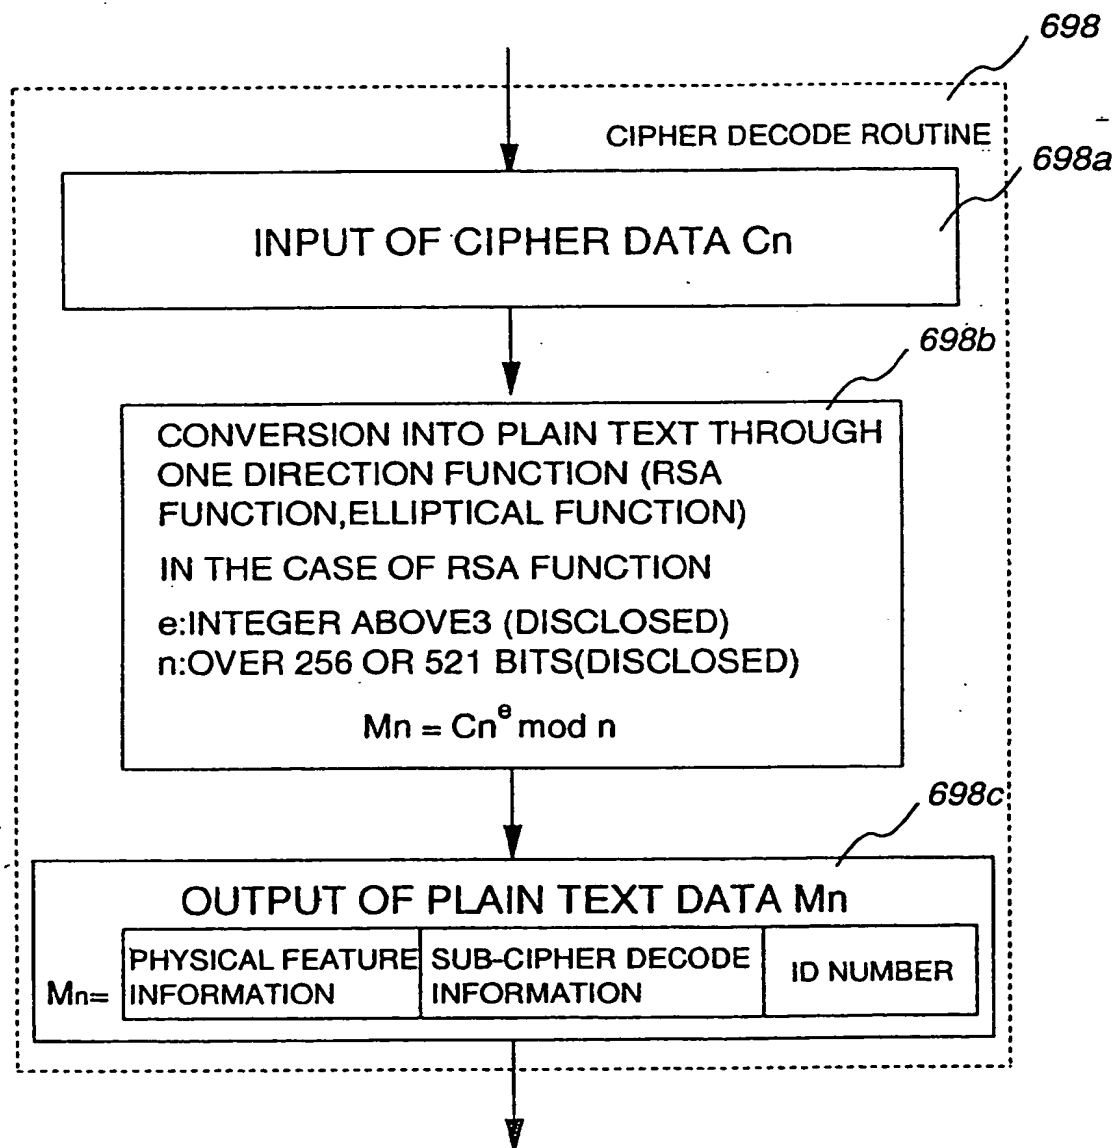 698
CIPHER DECODE ROUTINE
698a
INPUT OF CIPHER DATA Cn
698b
CONVERSION INTO PLAIN TEXT THROUGH
ONE DIRECTION FUNCTION (RSA
FUNCTION,ELLIPTICAL FUNCTION)
IN THE CASE OF RSA FUNCTION
e:INTEGER ABOVE3 (DISCLOSED)
n:OVER 256 OR 521 BITS(DISCLOSED)
Mn = Cn^e mod n
698c
OUTPUT OF PLAIN TEXT DATA Mn
Mn=
PHYSICAL FEATURE
INFORMATION
SUB-CIPHER DECODE
INFORMATION
ID NUMBER